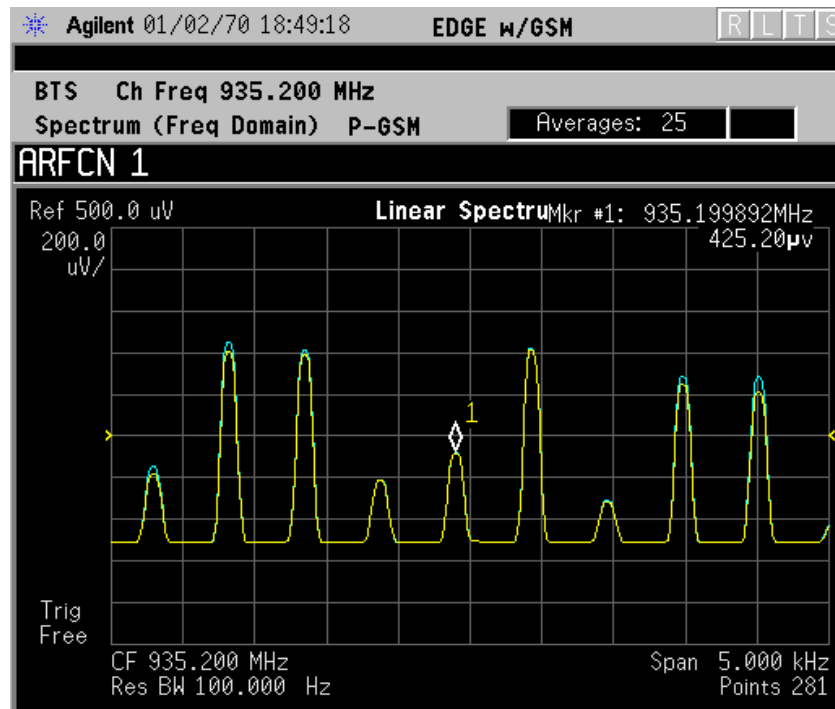 Agilent 01/02/70 18:49:18 EDGE w/GSM R L T S
BTS Ch Freq 935.200 MHz
Spectrum (Freq Domain) P-GSM Averages: 25
ARFCN 1
Ref 500.0 uV Linear SpectruMkr #1: 935.199892MHz
200.0 425.20µv
uV/
1
Trig
Free
CF 935.200 MHz Span 5.000 kHz
Res BW 100.000 Hz Points 281